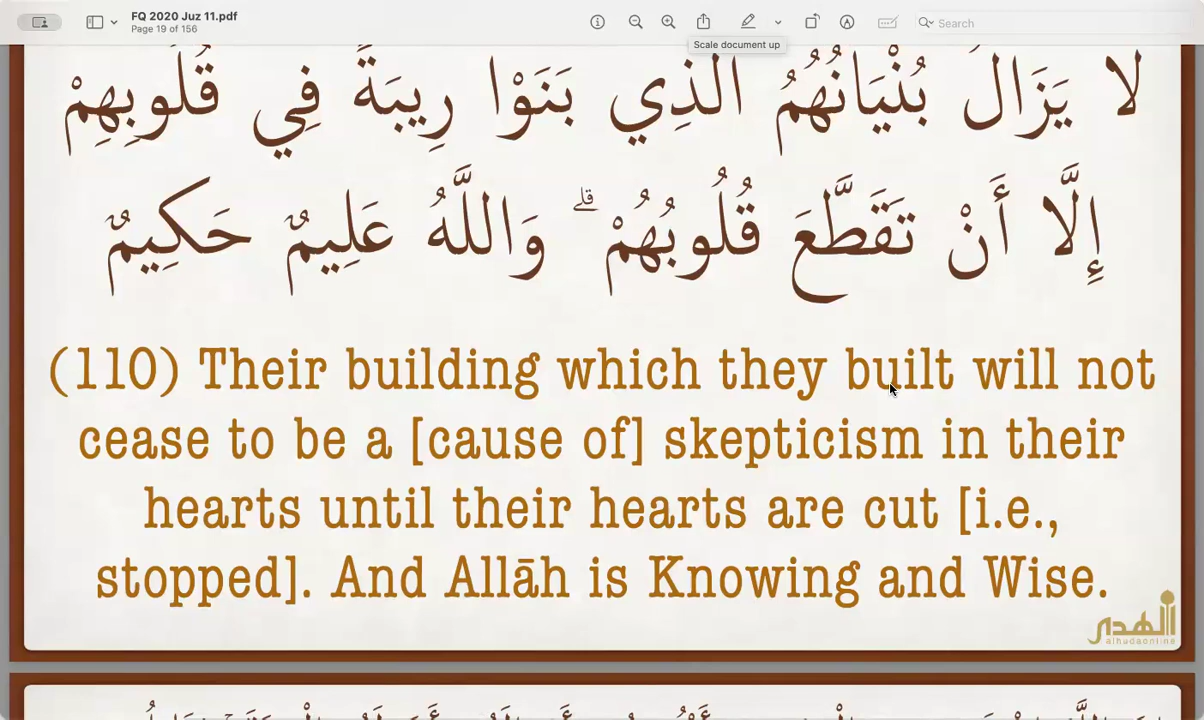 FQ 2020 Juz 11.pdf
Page 19 of 156
Search
Scale document up
لَا يَزَالُ بُنْيَانُهُمُ الَّذِي بَنَوْا رِيبَةً فِي قُلُوبِهِمْ
إِلَّا أَنْ تَقَطَّعَ قُلُوبُهُمْ ۗ وَاللَّهُ عَلِيمٌ حَكِيمٌ
(110) Their building which they built will not
cease to be a [cause of] skepticism in their
hearts until their hearts are cut [i.e.,
stopped]. And Allāh is Knowing and Wise.
الهدى
alhudaonline